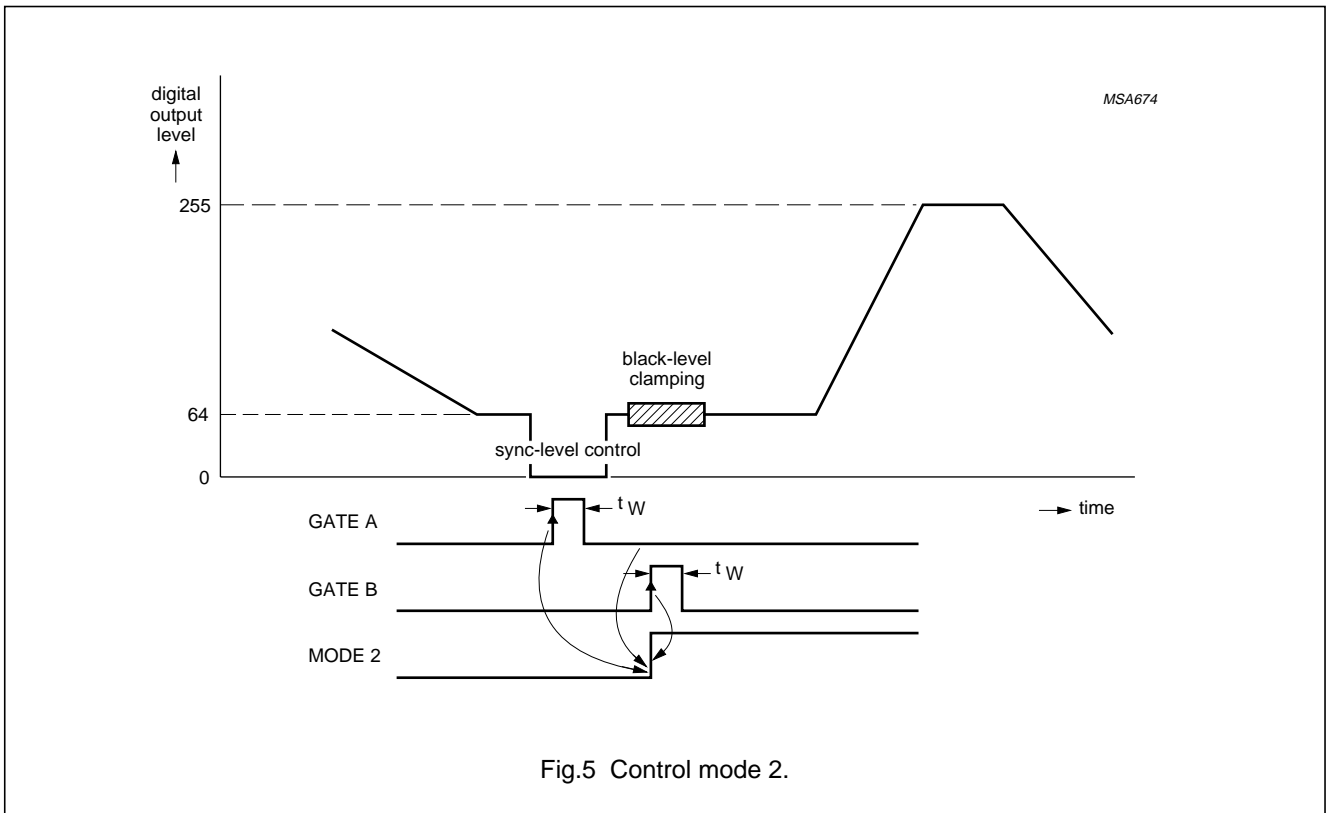 digital
output
level
MSA674
255
black-level
clamping
64
sync-level control
0
time
GATE A
t W
GATE B
t W
MODE 2
Fig.5 Control mode 2.